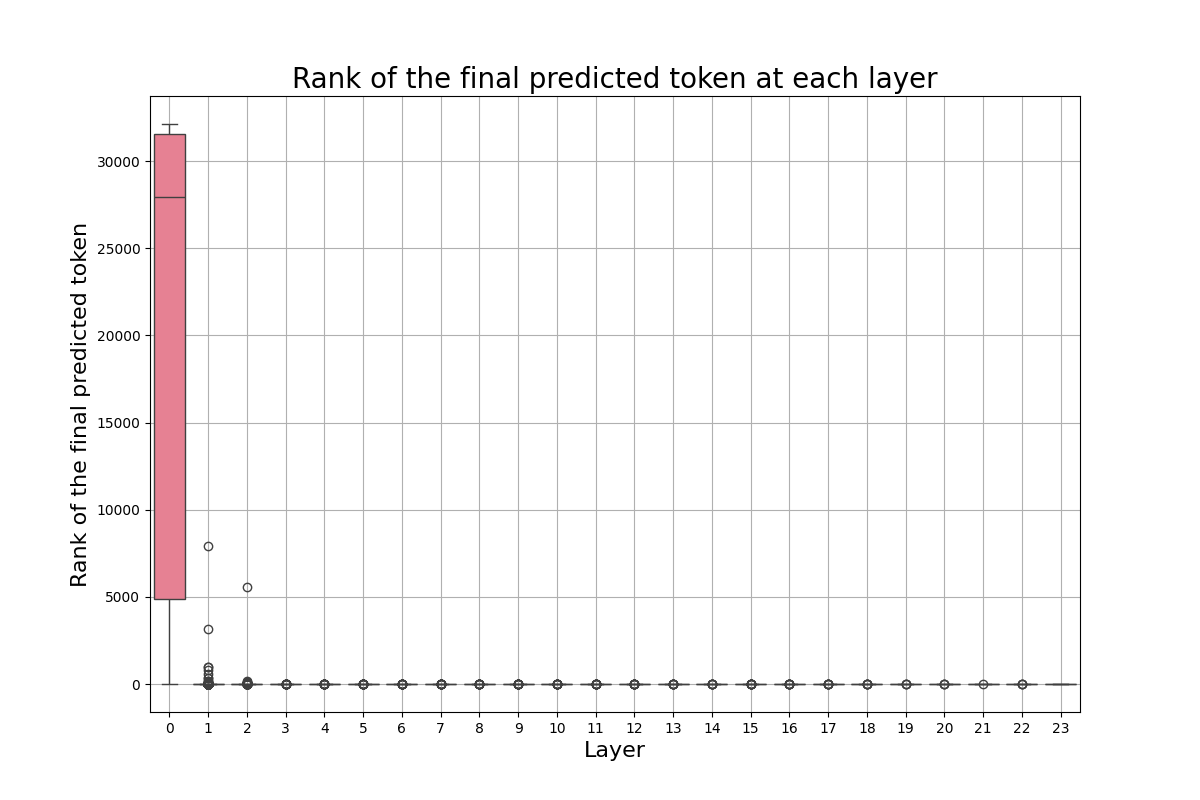 Rank of the final predicted token at each layer
Rank of the final predicted token
30000
25000
20000
15000
10000
5000
0
0 1 2 3 4 5 6 7 8 9 10 11 12 13 14 15 16 17 18 19 20 21 22 23
Layer